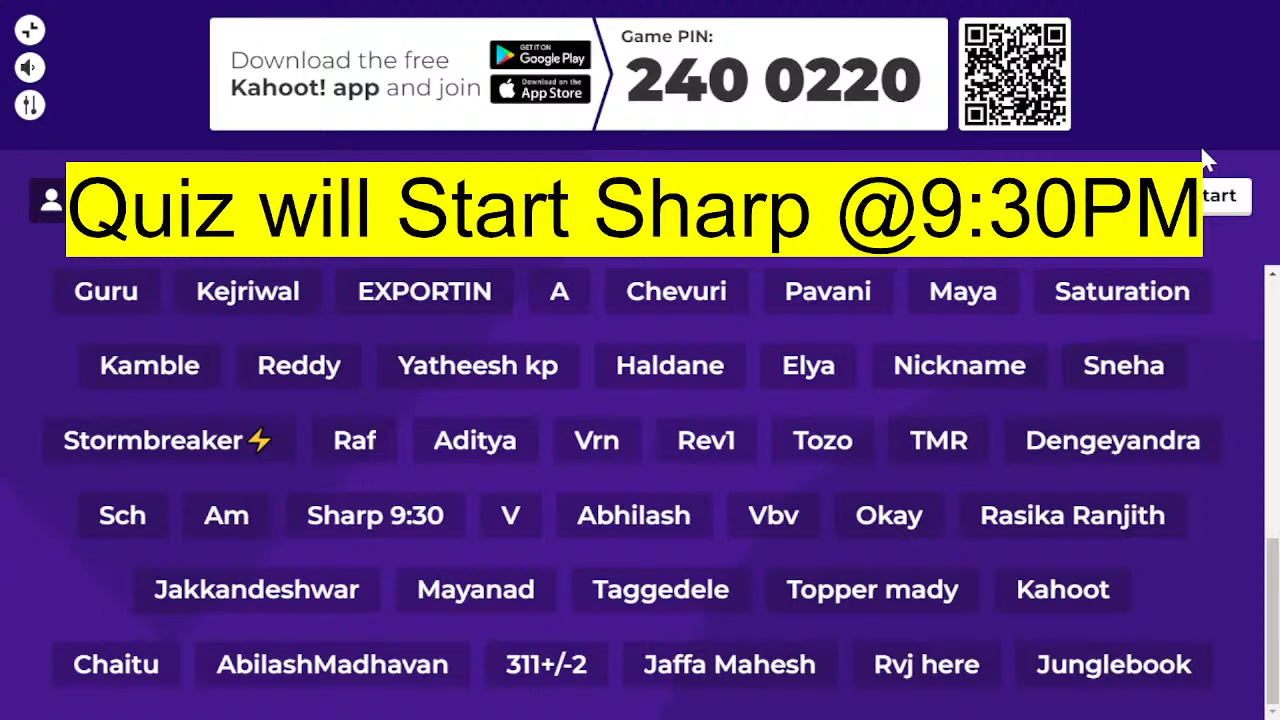 Download the free
Kahoot! app and join
GET IT ON
Google Play
Download on the
App Store
Game PIN:
240 0220
Quiz will Start Sharp @9:30PM
tart
Guru Kejriwal EXPORTIN A Chevuri Pavani Maya Saturation
Kamble Reddy Yatheesh kp Haldane Elya Nickname Sneha
Stormbreaker⚡ Raf Aditya Vrn Rev1 Tozo TMR Dengeyandra
Sch Am Sharp 9:30 V Abhilash Vbv Okay Rasika Ranjith
Jakkandeshwar Mayanad Taggedele Topper mady Kahoot
Chaitu AbilashMadhavan 311+/-2 Jaffa Mahesh Rvj here Junglebook